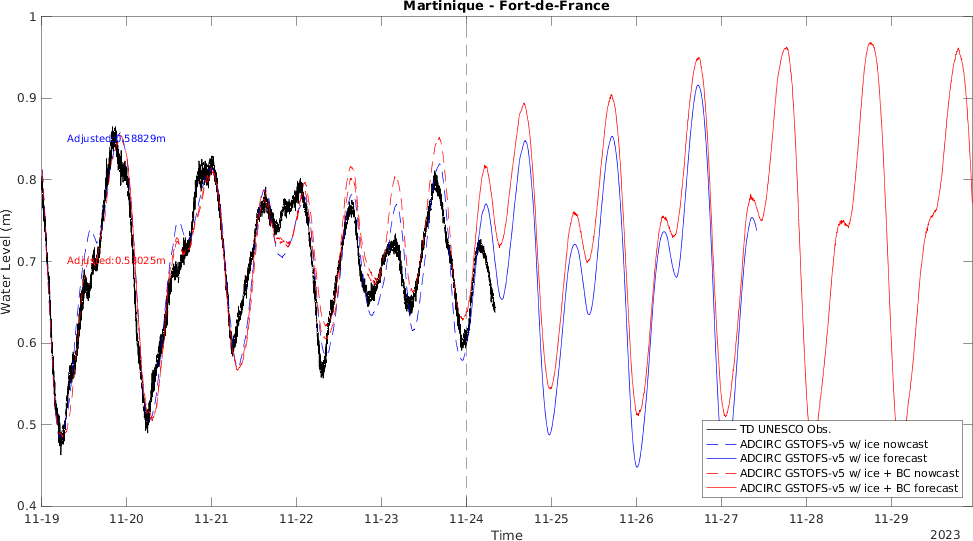 Martinique - Fort-de-France
1
0.9
0.8
0.7
0.6
0.5
0.4
Water Level (m)
Adjusted:0.58829m
Adjusted:0.53025m
TD UNESCO Obs.
ADCIRC GSTOFS-v5 w/ ice nowcast
ADCIRC GSTOFS-v5 w/ ice forecast
ADCIRC GSTOFS-v5 w/ ice + BC nowcast
ADCIRC GSTOFS-v5 w/ ice + BC forecast
11-19 11-20 11-21 11-22 11-23 11-24 11-25 11-26 11-27 11-28 11-29
Time
2023